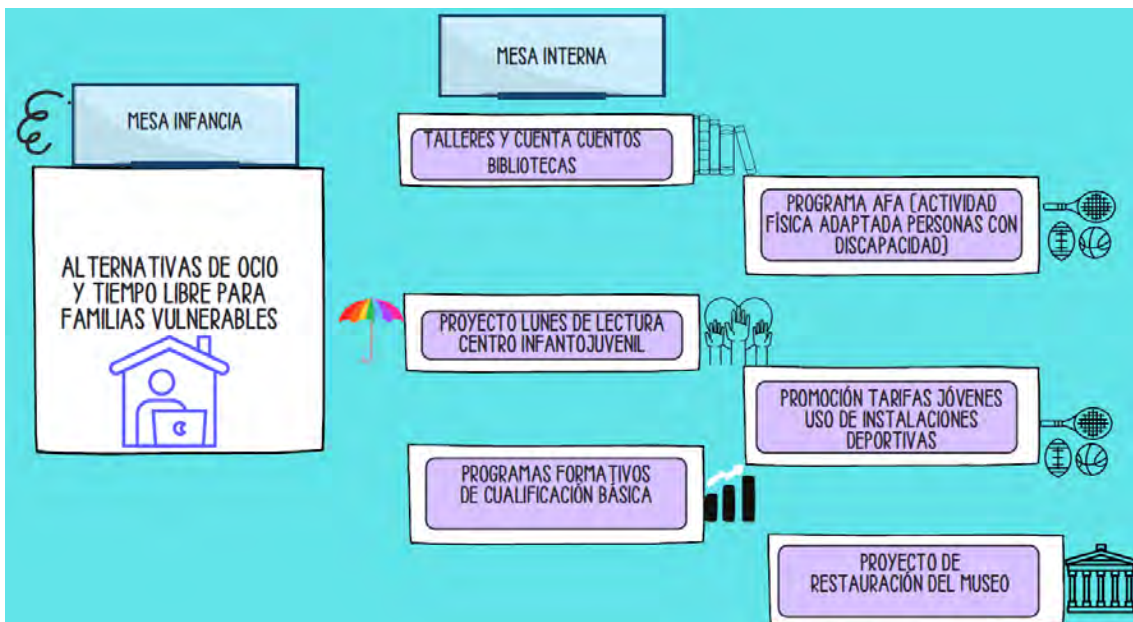 MESA INFANCIA
ALTERNATIVAS DE OCIO
Y TIEMPO LIBRE PARA
FAMILIAS VULNERABLES
MESA INTERNA
TALLERES Y CUENTA CUENTOS
BIBLIOTECAS
PROGRAMA AFA (ACTIVIDAD
FÍSICA ADAPTADA PERSONAS CON
DISCAPACIDAD)
PROYECTO LUNES DE LECTURA
CENTRO INFANTOJUVENIL
PROMOCIÓN TARIFAS JÓVENES
USO DE INSTALACIONES
DEPORTIVAS
PROGRAMAS FORMATIVOS
DE CUALIFICACIÓN BÁSICA
PROYECTO DE
RESTAURACIÓN DEL MUSEO